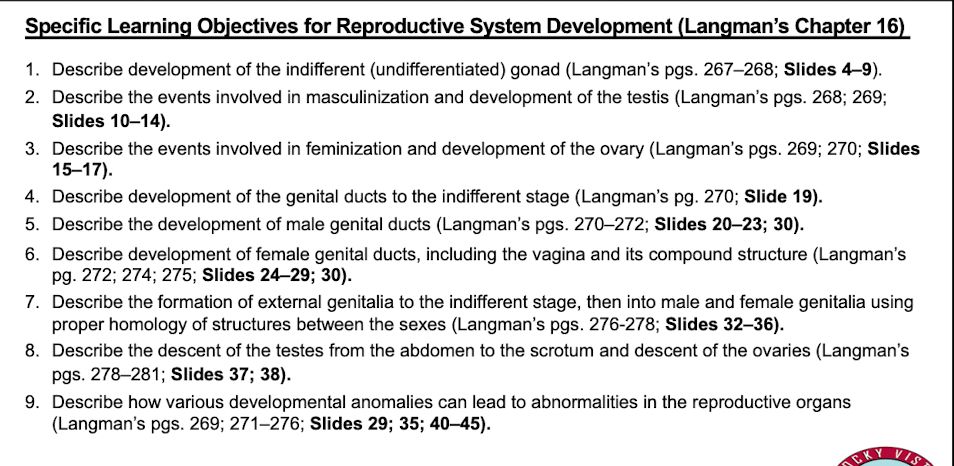 Specific Learning Objectives for Reproductive System Development (Langman's Chapter 16)
1. Describe development of the indifferent (undifferentiated) gonad (Langman's pgs. 267–268; Slides 4–9).
2. Describe the events involved in masculinization and development of the testis (Langman's pgs. 268; 269;
Slides 10–14).
3. Describe the events involved in feminization and development of the ovary (Langman's pgs. 269; 270; Slides
15–17).
4. Describe development of the genital ducts to the indifferent stage (Langman's pg. 270; Slide 19).
5. Describe the development of male genital ducts (Langman's pgs. 270–272; Slides 20–23; 30).
6. Describe development of female genital ducts, including the vagina and its compound structure (Langman's
pg. 272; 274; 275; Slides 24–29; 30).
7. Describe the formation of external genitalia to the indifferent stage, then into male and female genitalia using
proper homology of structures between the sexes (Langman's pgs. 276-278; Slides 32–36).
8. Describe the descent of the testes from the abdomen to the scrotum and descent of the ovaries (Langman's
pgs. 278–281; Slides 37; 38).
9. Describe how various developmental anomalies can lead to abnormalities in the reproductive organs
(Langman's pgs. 269; 271–276; Slides 29; 35; 40–45).